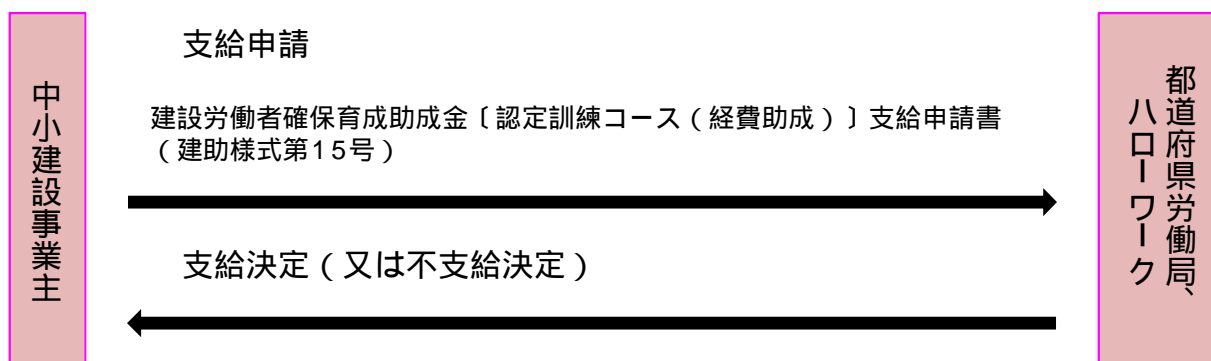 中小建設事業主
支給申請
建設労働者確保育成助成金〔認定訓練コース(経費助成)〕支給申請書
(建助様式第15号)
支給決定(又は不支給決定)
都道府県労働局、
ハローワーク